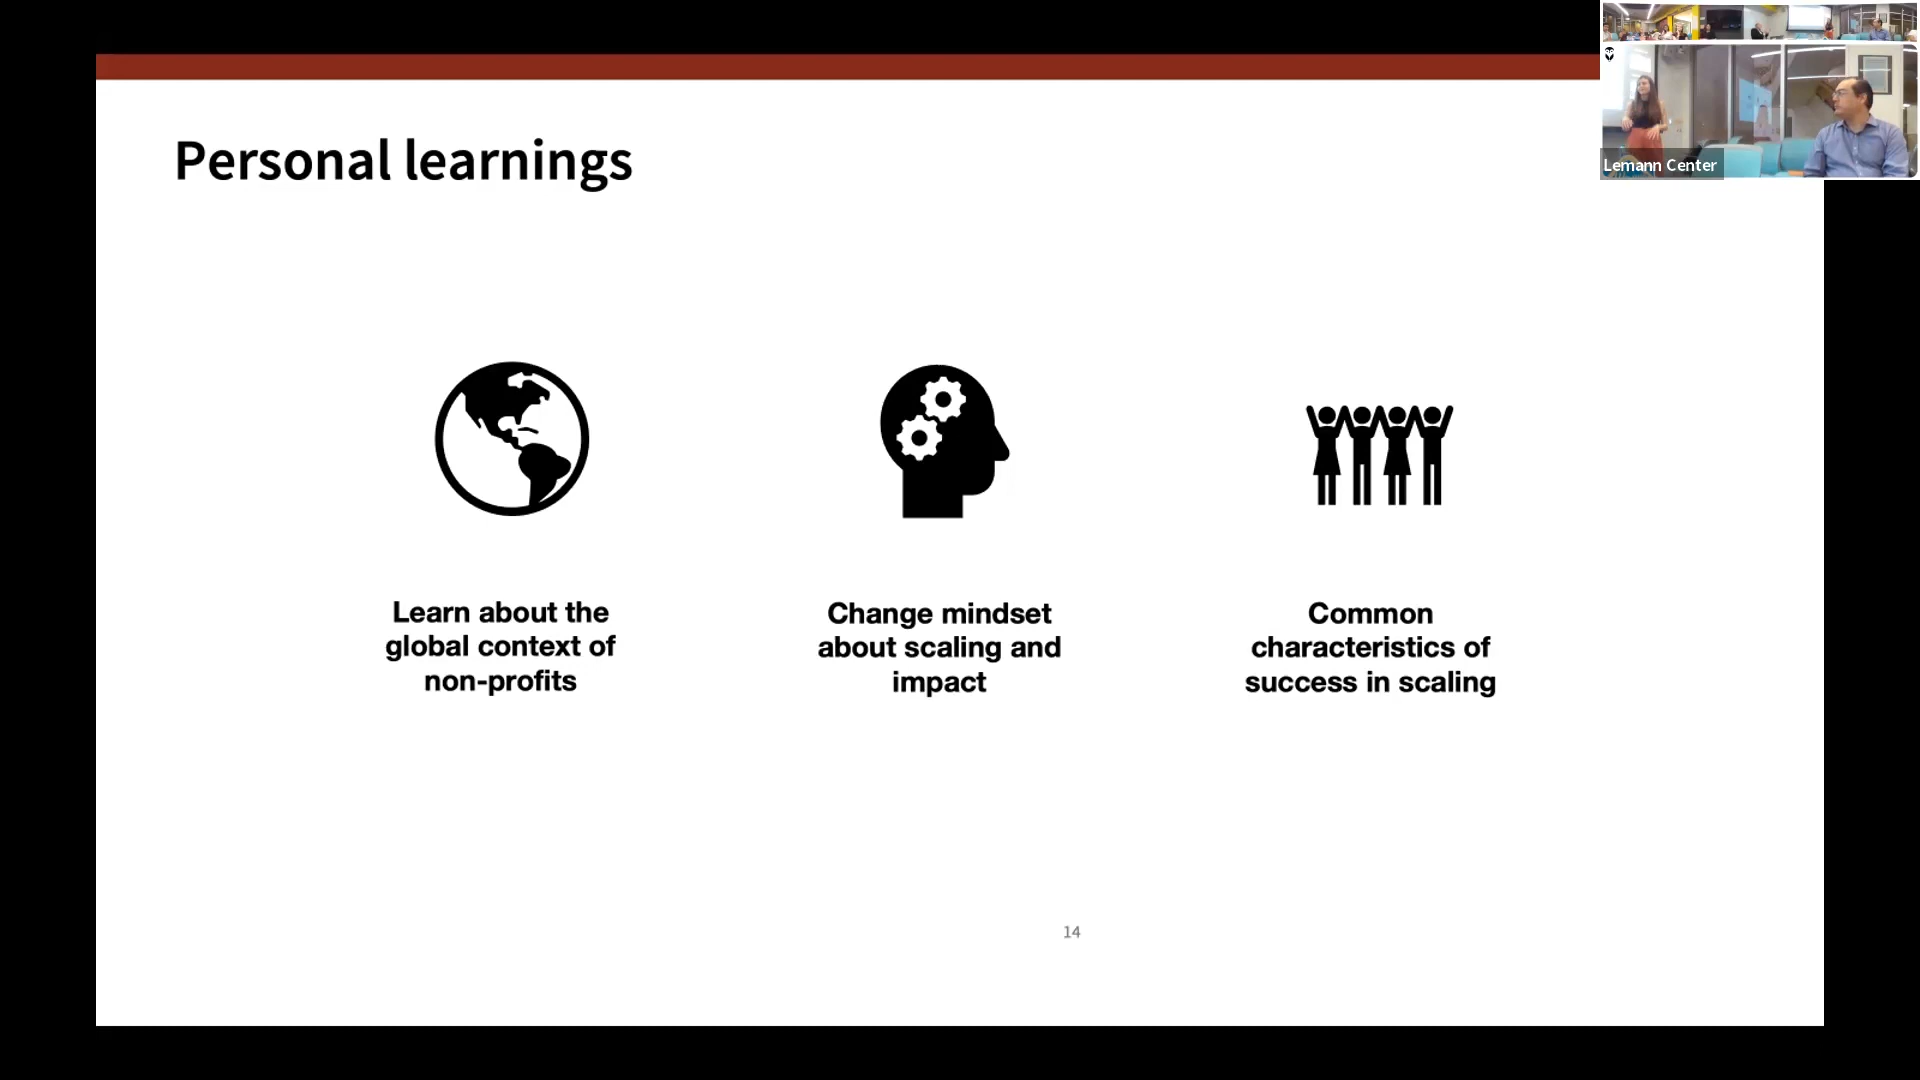 Personal learnings
Lemann Center
Learn about the
global context of
non-profits
Change mindset
about scaling and
impact
Common
characteristics of
success in scaling
14